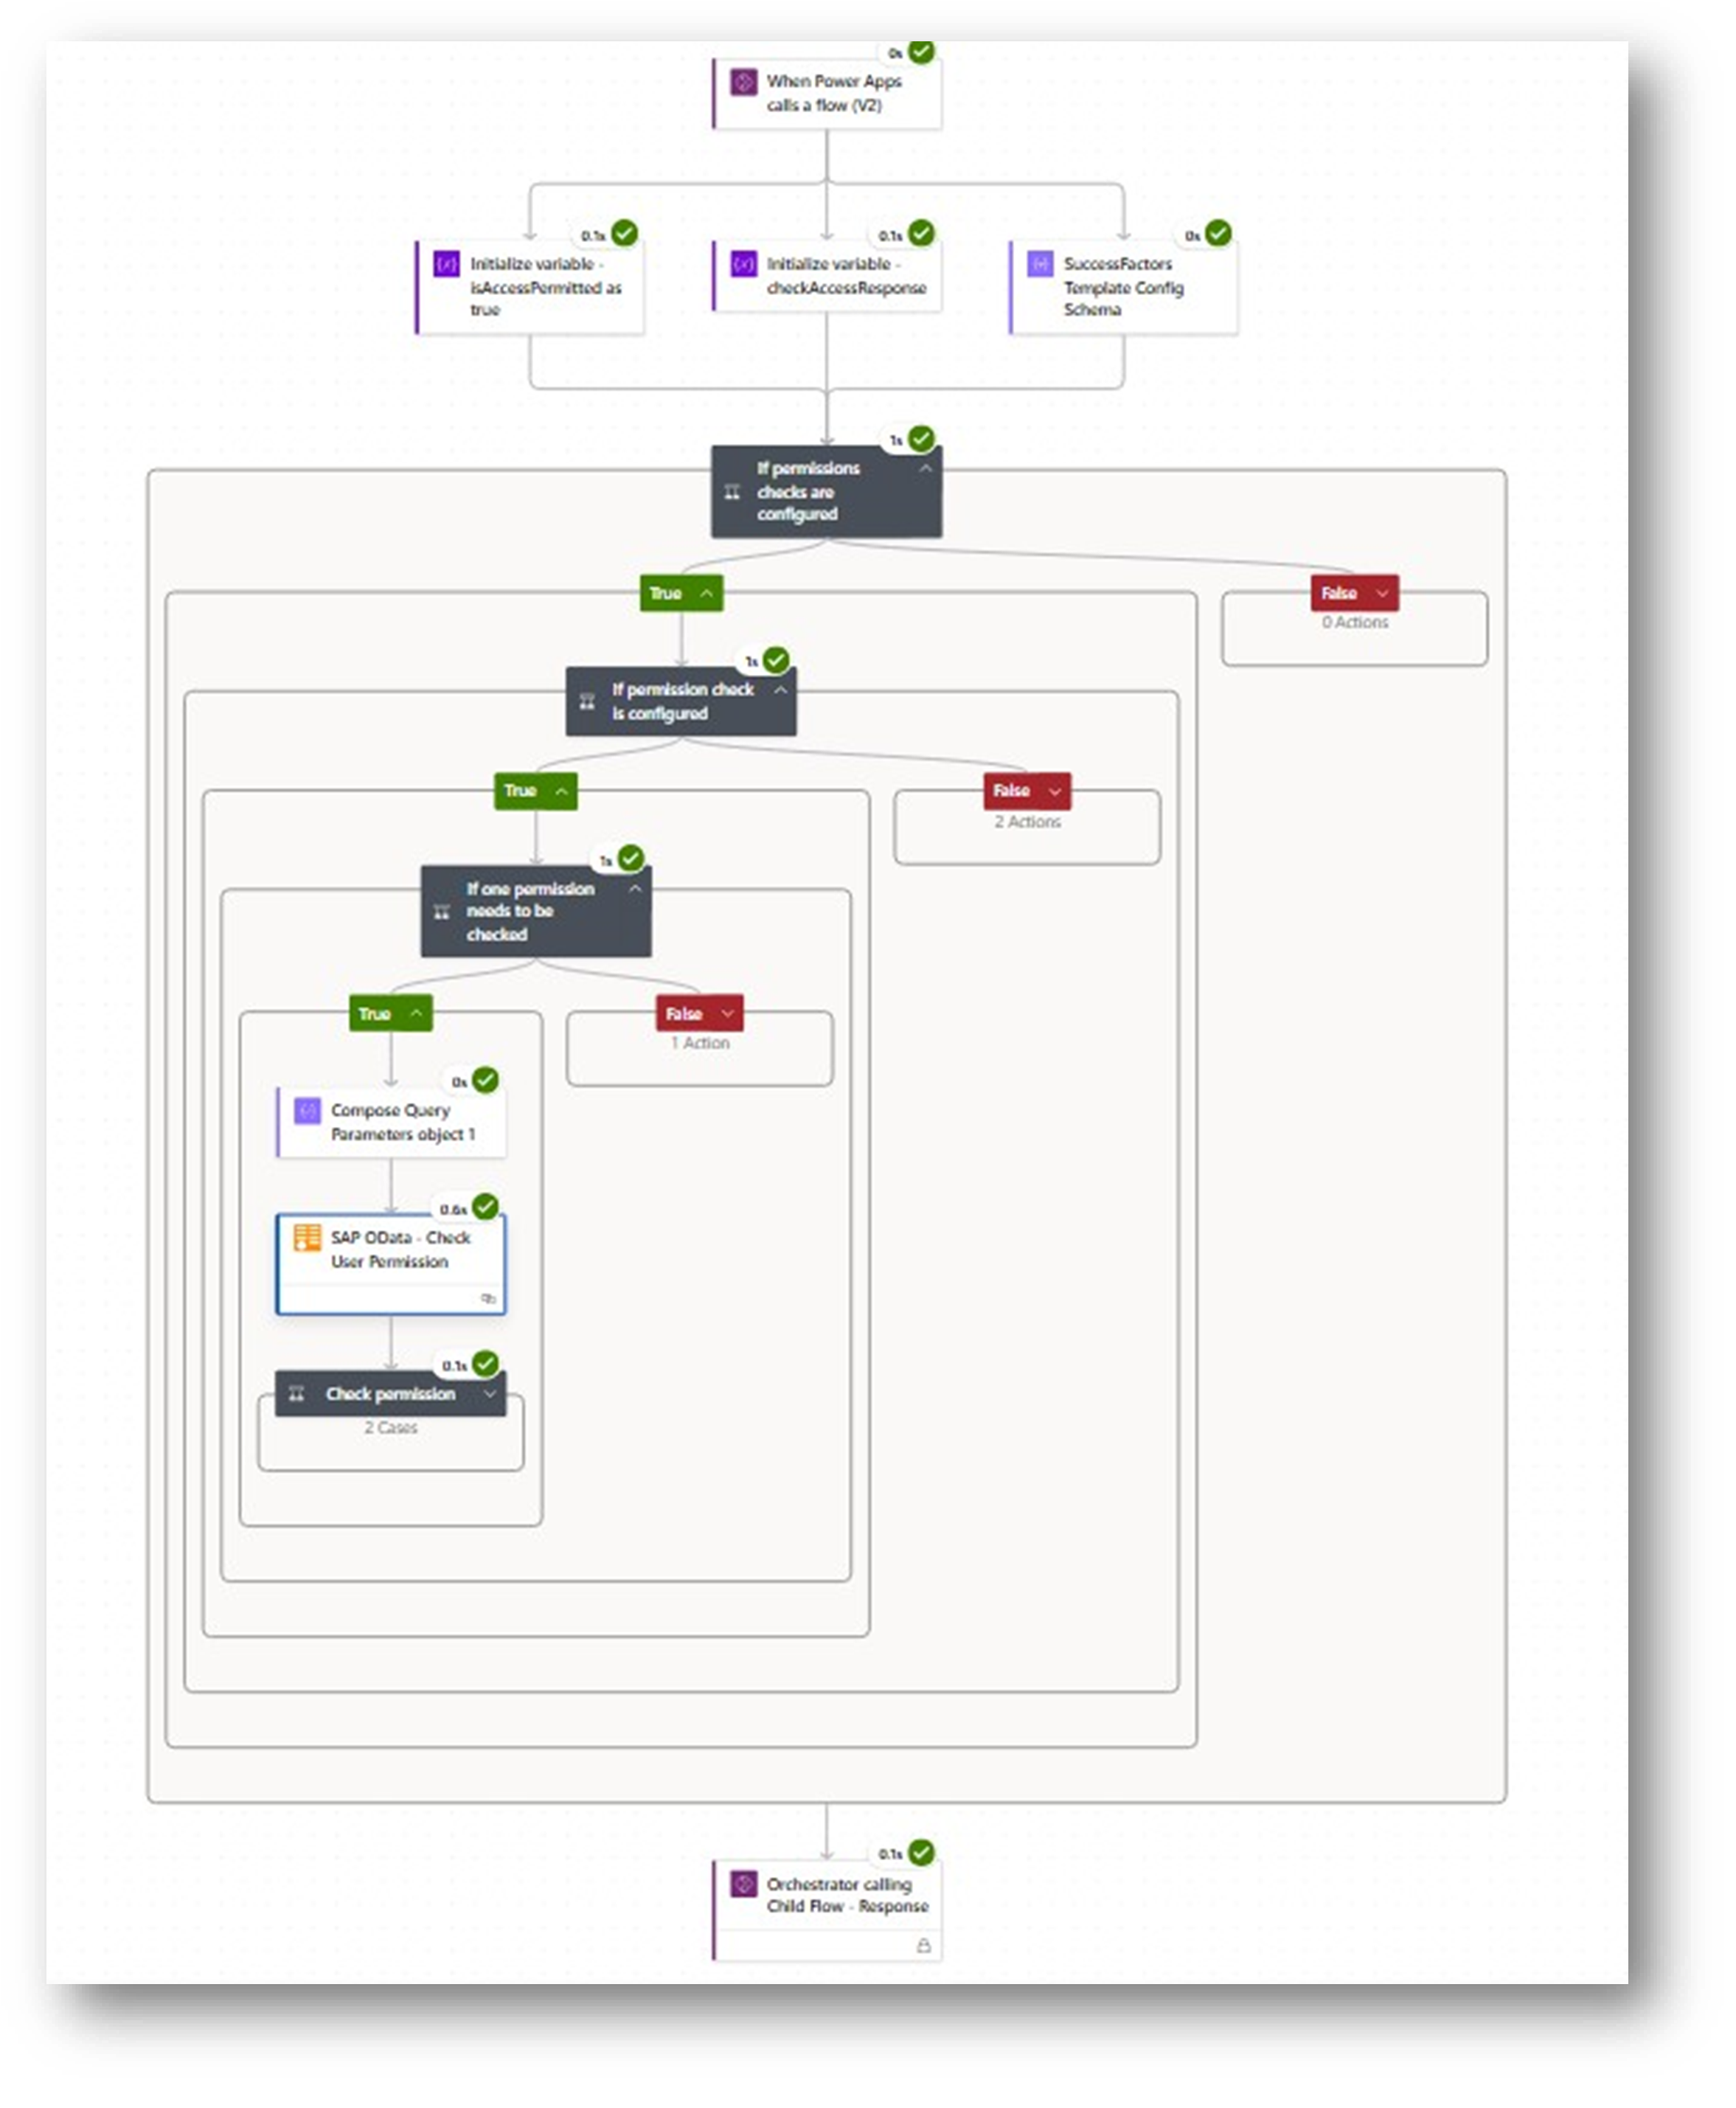 0s
When Power Apps
calls a flow (V2)
0.1s
Initialize variable -
isAccessPermitted as
true
0.1s
Initialize variable -
checkAccessResponse
0s
SuccessFactors
Template Config
Schema
1s
If permissions
checks are
configured
True
False
0 Actions
1s
If permission check
is configured
True
False
2 Actions
1s
If one permission
needs to be
checked
True
False
1 Action
0s
Compose Query
Parameters object 1
0.6s
SAP OData - Check
User Permission
0.1s
Check permission
2 Cases
0.1s
Orchestrator calling
Child Flow - Response